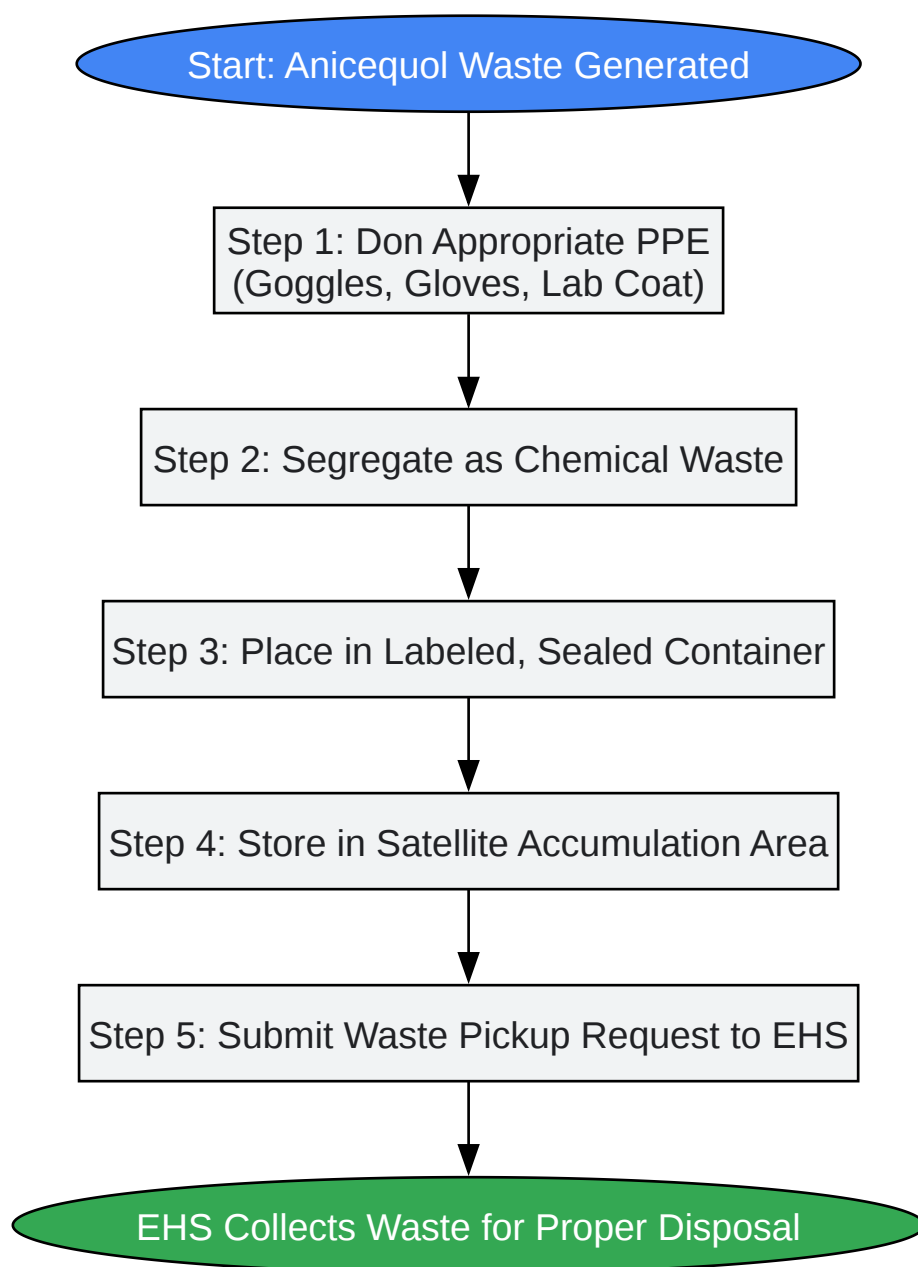 Start: Anicequol Waste Generated
Step 1: Don Appropriate PPE
(Goggles, Gloves, Lab Coat)
Step 2: Segregate as Chemical Waste
Step 3: Place in Labeled, Sealed Container
Step 4: Store in Satellite Accumulation Area
Step 5: Submit Waste Pickup Request to EHS
EHS Collects Waste for Proper Disposal